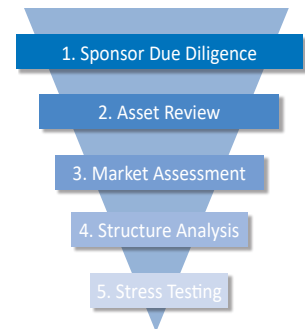 1. Sponsor Due Diligence
2. Asset Review
3. Market Assessment
4. Structure Analysis
5. Stress Testing